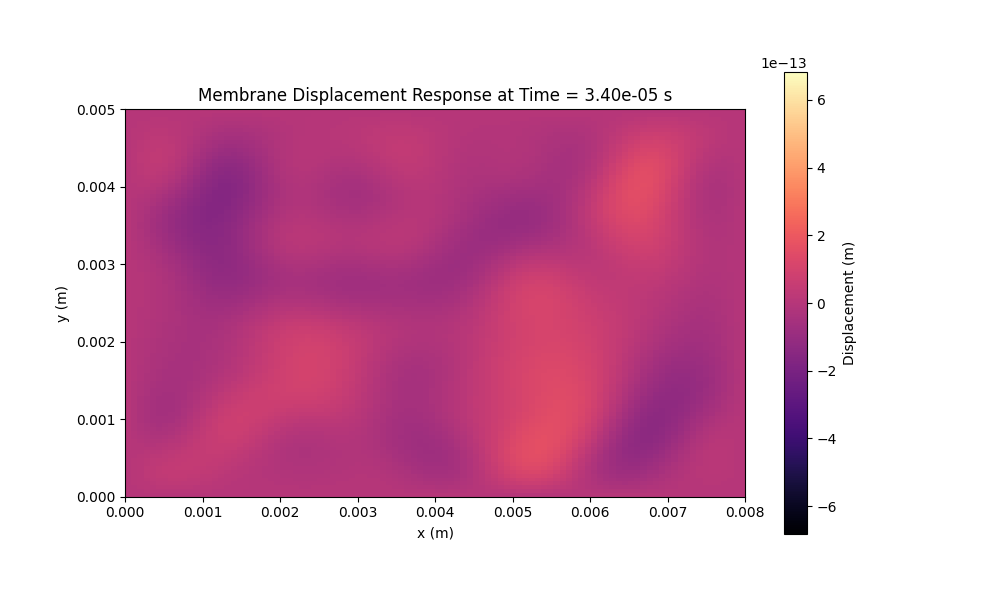 1e−13
Membrane Displacement Response at Time = 3.40e-05 s
0.005
0.004
0.003
0.002
0.001
0.000
y (m)
0.000 0.001 0.002 0.003 0.004 0.005 0.006 0.007 0.008
x (m)
6
4
2
0
−2
−4
−6
Displacement (m)